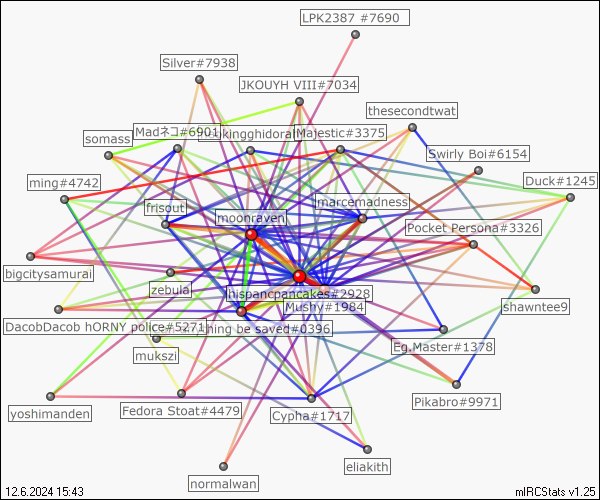 LPK2387 #7690
Silver#7938
JKOUYH VIII#7034
thesecondtwat
Madネコ#6901
kingghidora
Majestic#3375
somass
Swirly Boi#6154
Duck#1245
ming#4742
frisout
marcemadness
moonraven
Pocket Persona#3326
bigcitysamurai
zebula
hispancpancakes#2928
shawntee9
Mushy#1984
DacobDacob hORNY police#5271
hing be saved#0396
Eg.Master#1378
mukszi
Pikabro#9971
yoshimanden
Fedora Stoat#4479
Cypha#1717
eliakith
normalwan
12.6.2024 15:43
mIRCStats v1.25